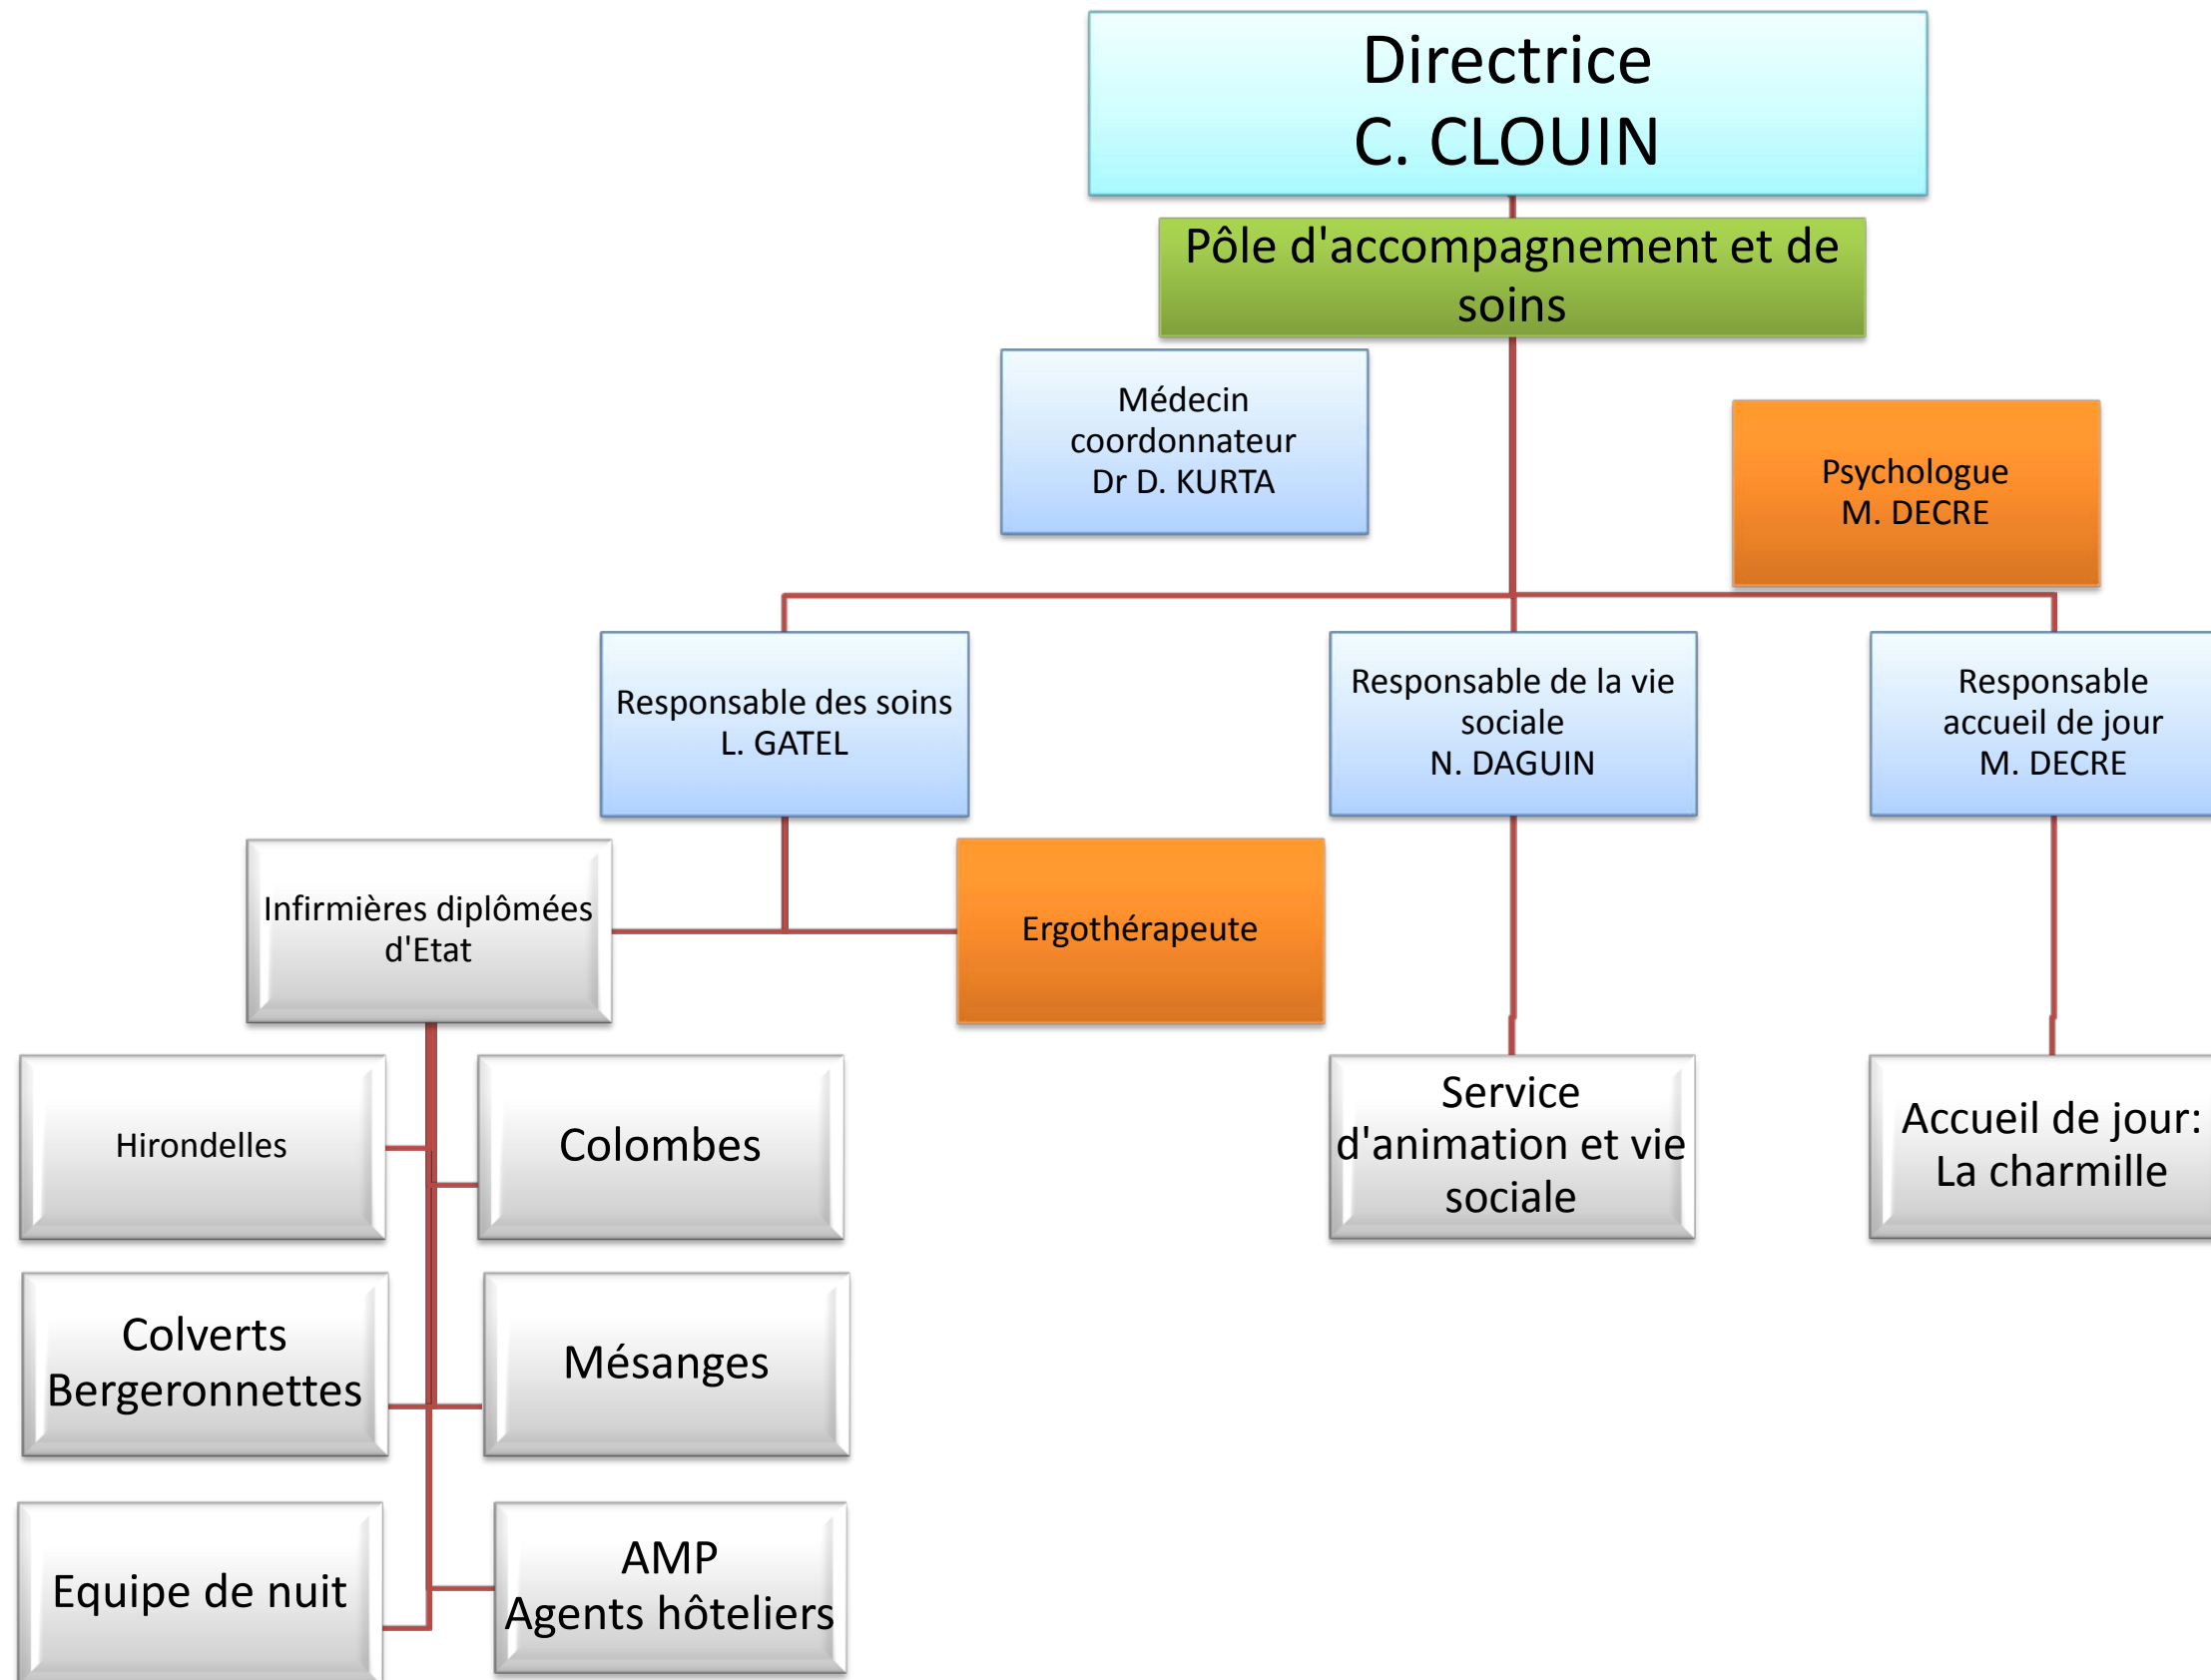 Directrice
C. CLOUIN
Pôle d'accompagnement et de
soins
Médecin
coordonnateur
Dr D. KURTA
Psychologue
M. DECRE
Responsable des soins
L. GATEL
Responsable de la vie
sociale
N. DAGUIN
Responsable
accueil de jour
M. DECRE
Infirmières diplômées
d'Etat
Ergothérapeute
Hirondelles
Colombes
Service
d'animation et vie
sociale
Accueil de jour:
La charmille
Colverts
Bergeronnettes
Mésanges
Equipe de nuit
AMP
Agents hôteliers